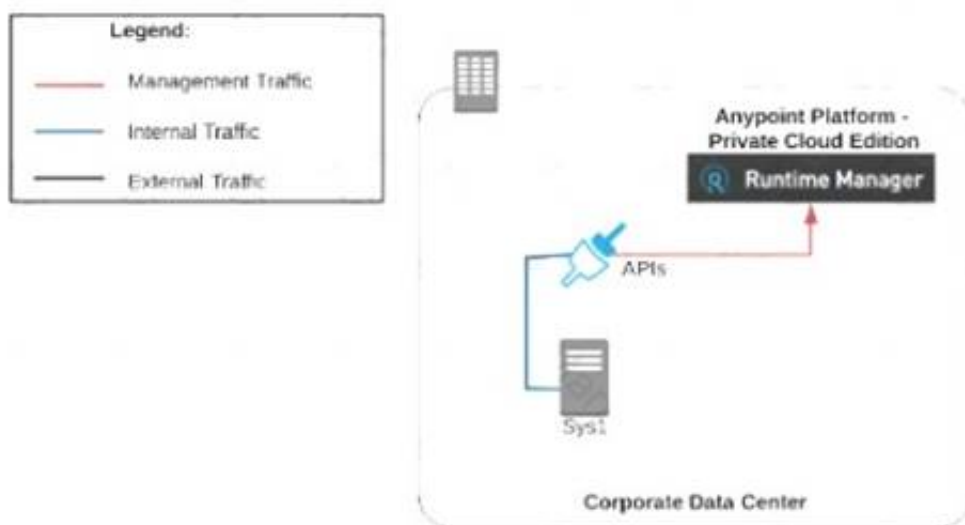 Legend:
Management Traffic
Internal Traffic
External Traffic
Anypoint Platform -
Private Cloud Edition
R Runtime Manager
APIs
Sys1
Corporate Data Center